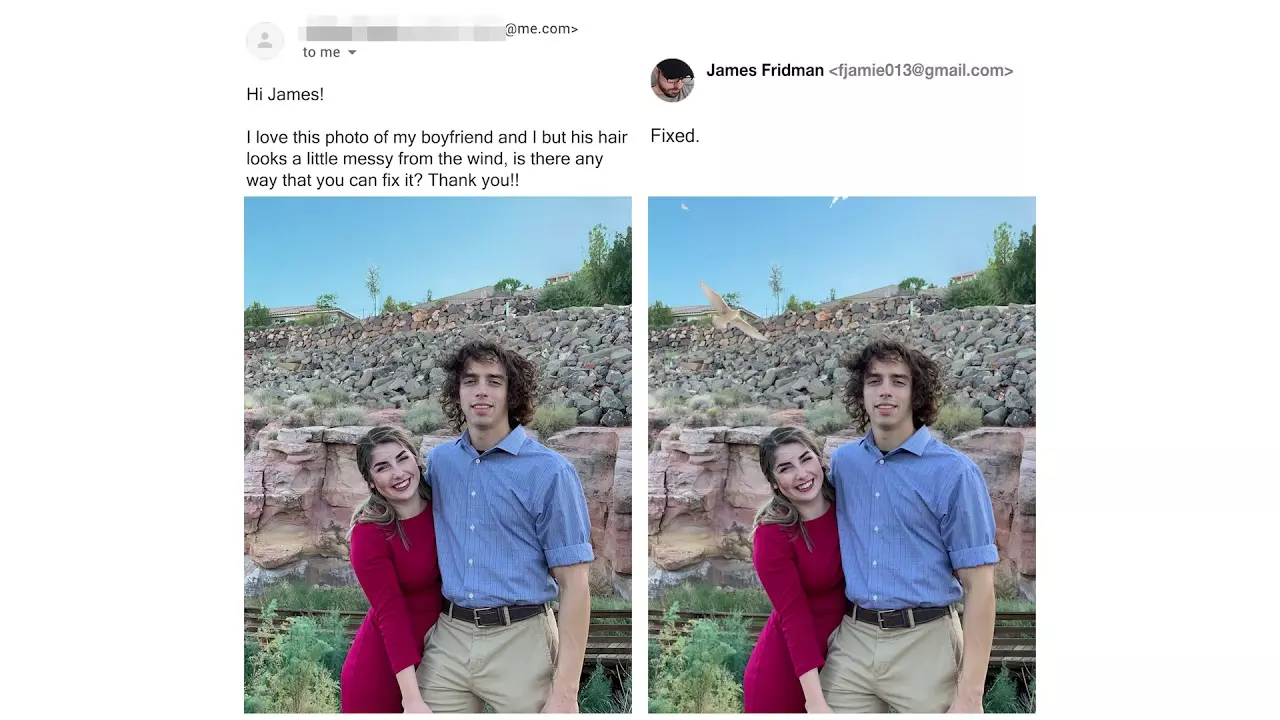 @me.com>
to me
Hi James!
I love this photo of my boyfriend and I but his hair
looks a little messy from the wind, is there any
way that you can fix it? Thank you!!
James Fridman <fjamie013@gmail.com>
Fixed.